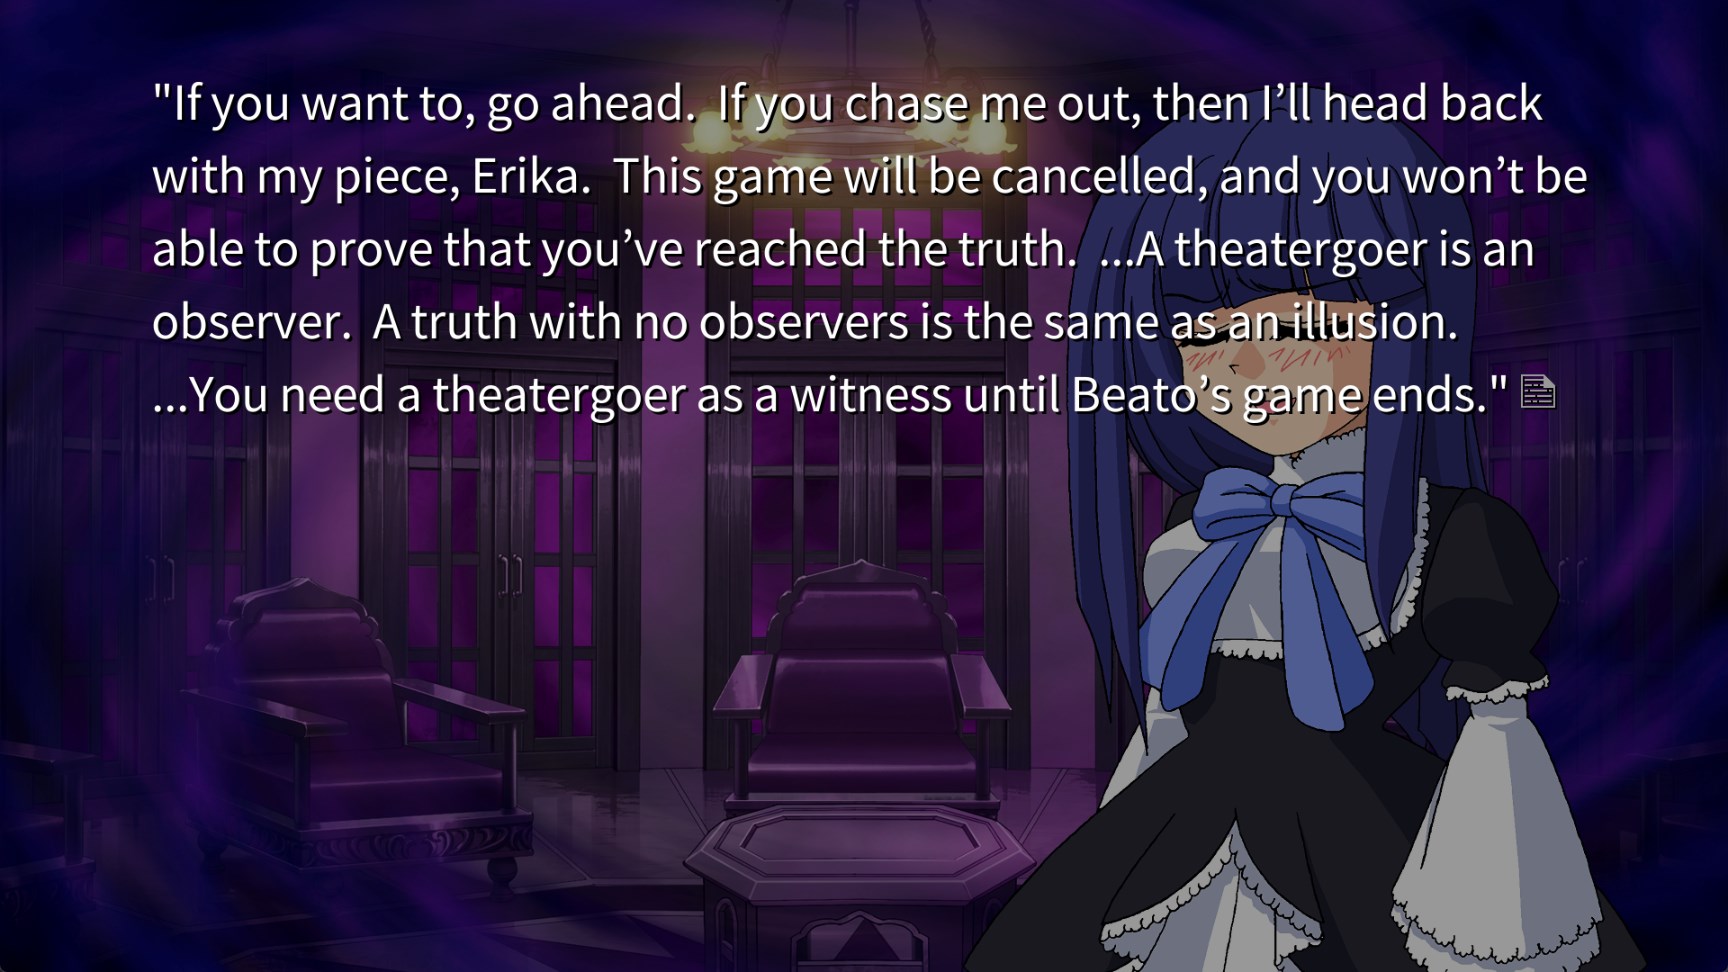 "If you want to, go ahead.  If you chase me out, then I’ll head back
with my piece, Erika.  This game will be cancelled, and you won’t be
able to prove that you’ve reached the truth.  ...A theatergoer is an
observer.  A truth with no observers is the same as an illusion.
...You need a theatergoer as a witness until Beato’s game ends."